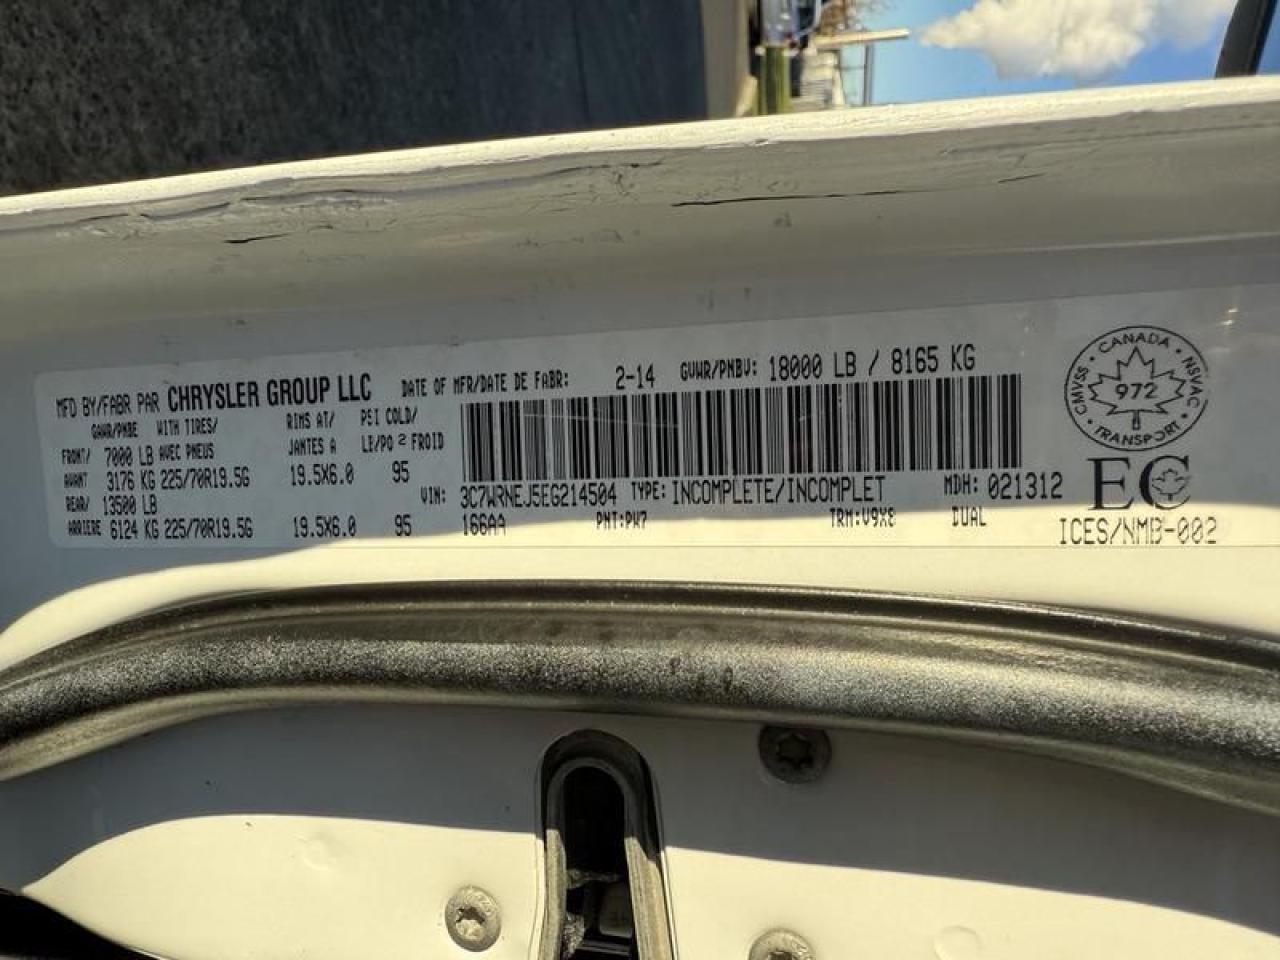 MFD BY/FABR PAR CHRYSLER GROUP LLC DATE OF MFR/DATE DE FABR: 2-14 GVWR/PNBV: 18000 LB / 8165 KG
GAWR/PNBE WITH TIRES/ RIMS AT/ PSI COLD/
FRONT/ 7000 LB AVEC PNEUS JANTES A LE/PO² FROID
AVANT 3176 KG 225/70R19.5G 19.5X6.0 95
REAR/ 13500 LB VIN: 3C7WRNEJ5EG214504 TYPE: INCOMPLETE/INCOMPLET MDH: 021312
ARRIERE 6124 KG 225/70R19.5G 19.5X6.0 95 166AA PNT:PW7 TRM:V9X8 DUAL
CANADA
CMVSS 972 NSVAC
TRANSPORT
EC
ICES/NMB-002